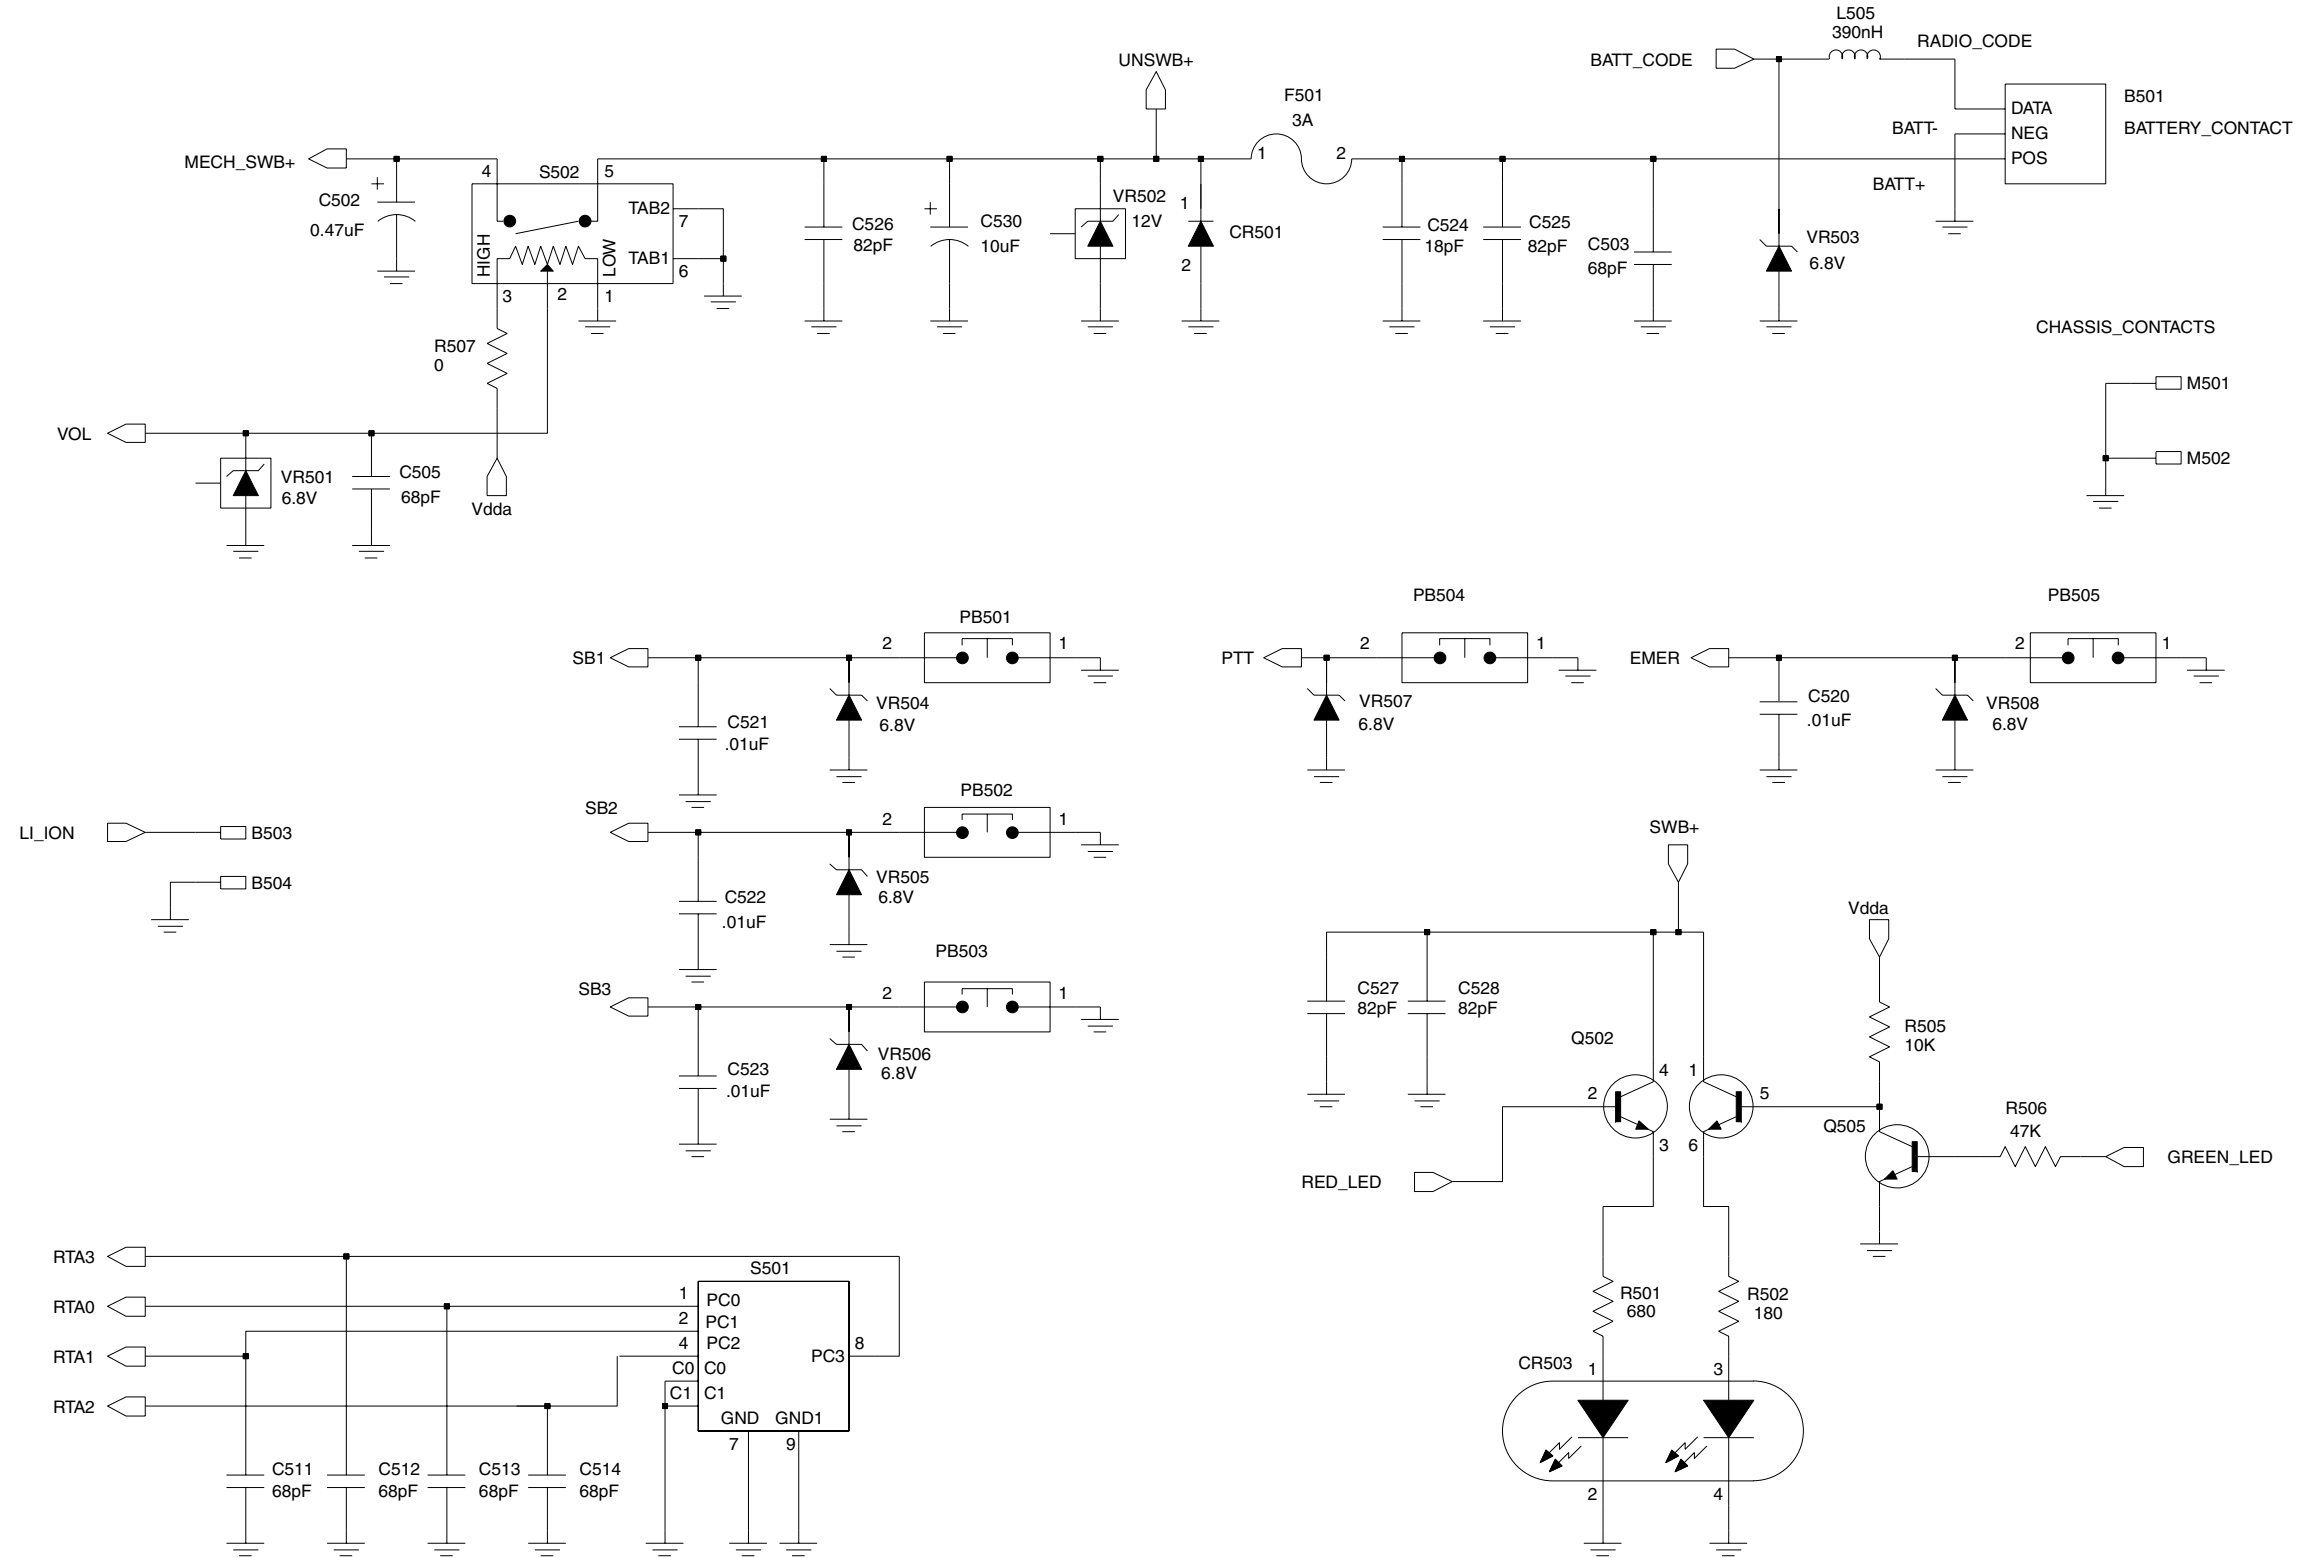 L505
390nH
RADIO_CODE
BATT_CODE
UNSWB+
F501
3A
1
2
B501
BATTERY_CONTACT
DATA
NEG
POS
BATT-
BATT+
MECH_SWB+
+
C502
0.47uF
4
S502
5
TAB2
7
TAB1
6
HIGH
LOW
3
2
1
C526
82pF
+
C530
10uF
VR502
12V
1
CR501
2
C524
18pF
C525
82pF
C503
68pF
VR503
6.8V
CHASSIS_CONTACTS
M501
M502
R507
0
VOL
VR501
6.8V
C505
68pF
Vdda
PB501
SB1
2
1
C521
.01uF
VR504
6.8V
PB504
PTT
2
1
VR507
6.8V
PB505
EMER
2
1
C520
.01uF
VR508
6.8V
PB502
SB2
2
1
C522
.01uF
VR505
6.8V
LI_ION
B503
B504
PB503
SB3
2
1
C523
.01uF
VR506
6.8V
SWB+
Vdda
C527
82pF
C528
82pF
Q502
4
1
2
5
3
6
R505
10K
Q505
R506
47K
GREEN_LED
RED_LED
R501
680
R502
180
CR503
1
3
2
4
RTA3
RTA0
RTA1
RTA2
S501
1
PC0
2
PC1
4
PC2
C0
C0
C1
C1
PC3
8
GND
GND1
7
9
C511
68pF
C512
68pF
C513
68pF
C514
68pF